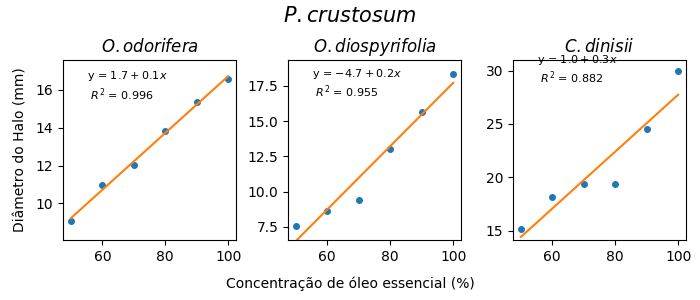 P. crustosum
O. odorifera
O. diospyrifolia
C. dinisii
Diâmetro do Halo (mm)
y = 1.7 + 0.1x
R² = 0.996
16
14
12
10
60
80
100
y = −4.7 + 0.2x
R² = 0.955
17.5
15.0
12.5
10.0
7.5
60
80
100
y = 1.0 + 0.3x
R² = 0.882
30
25
20
15
60
80
100
Concentração de óleo essencial (%)